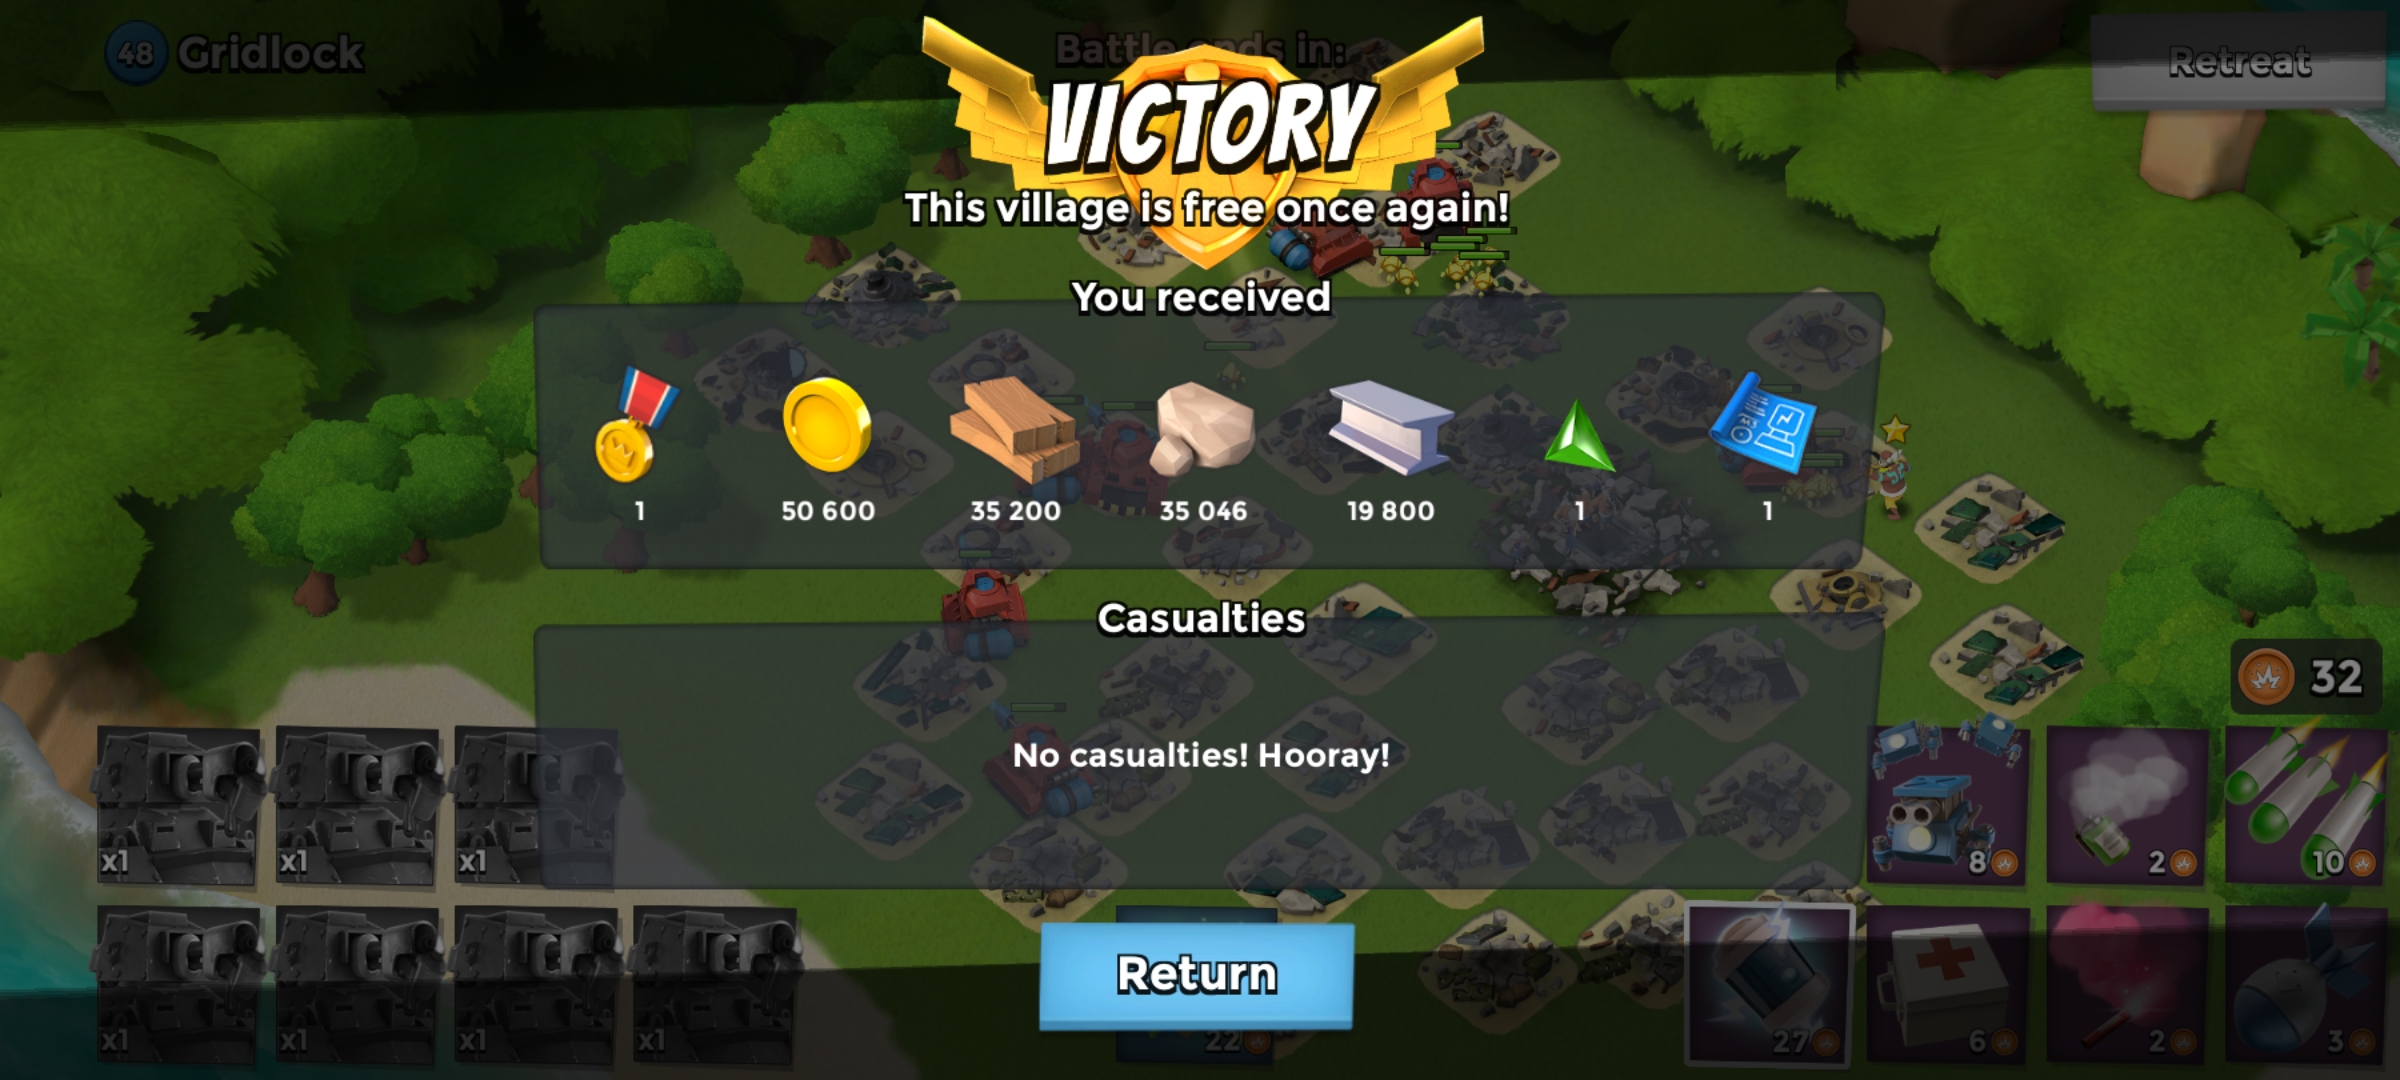 48 Gridlock
Battle ends in:
Retreat
VICTORY
This village is free once again!
You received
1
50 600
35 200
35 046
19 800
1
1
Casualties
No casualties! Hooray!
32
x1
x1
x1
8
2
10
x1
x1
x1
x1
Return
22
27
6
2
3